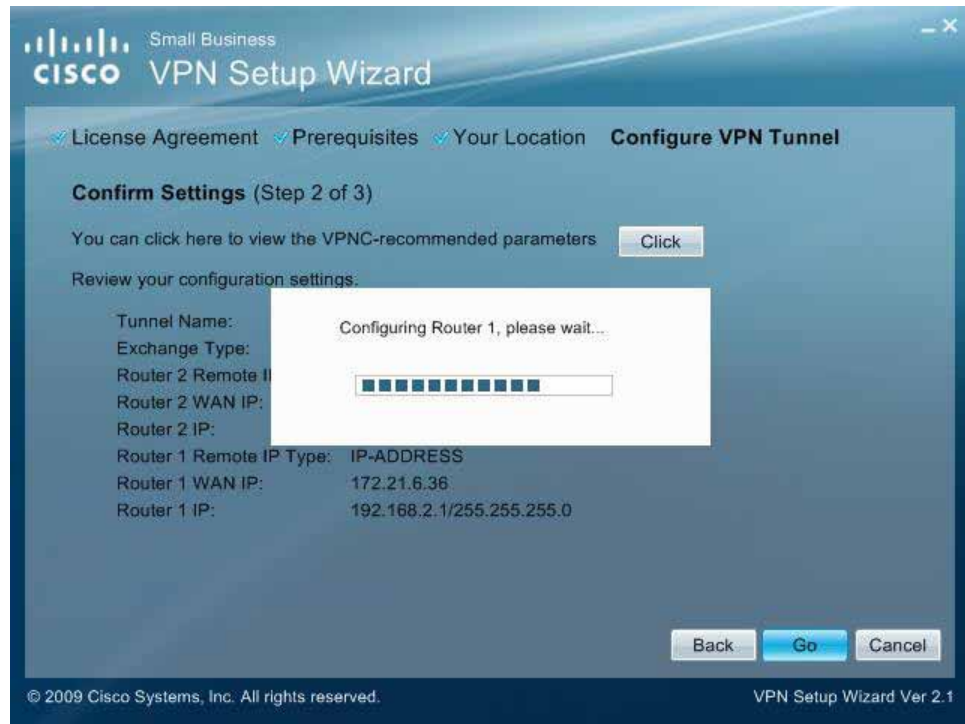 Small Business
CISCO VPN Setup Wizard
License Agreement Prerequisites Your Location Configure VPN Tunnel
Confirm Settings (Step 2 of 3)
You can click here to view the VPNC-recommended parameters Click
Review your configuration settings.
Configuring Router 1, please wait...
Tunnel Name:
Exchange Type:
Router 2 Remote
Router 2 WAN IP:
Router 2 IP:
Router 1 Remote IP Type: IP-ADDRESS
Router 1 WAN IP: 172.21.6.36
Router 1 IP: 192.168.2.1/255.255.255.0
Back Go Cancel
© 2009 Cisco Systems, Inc. All rights reserved. VPN Setup Wizard Ver 2.1